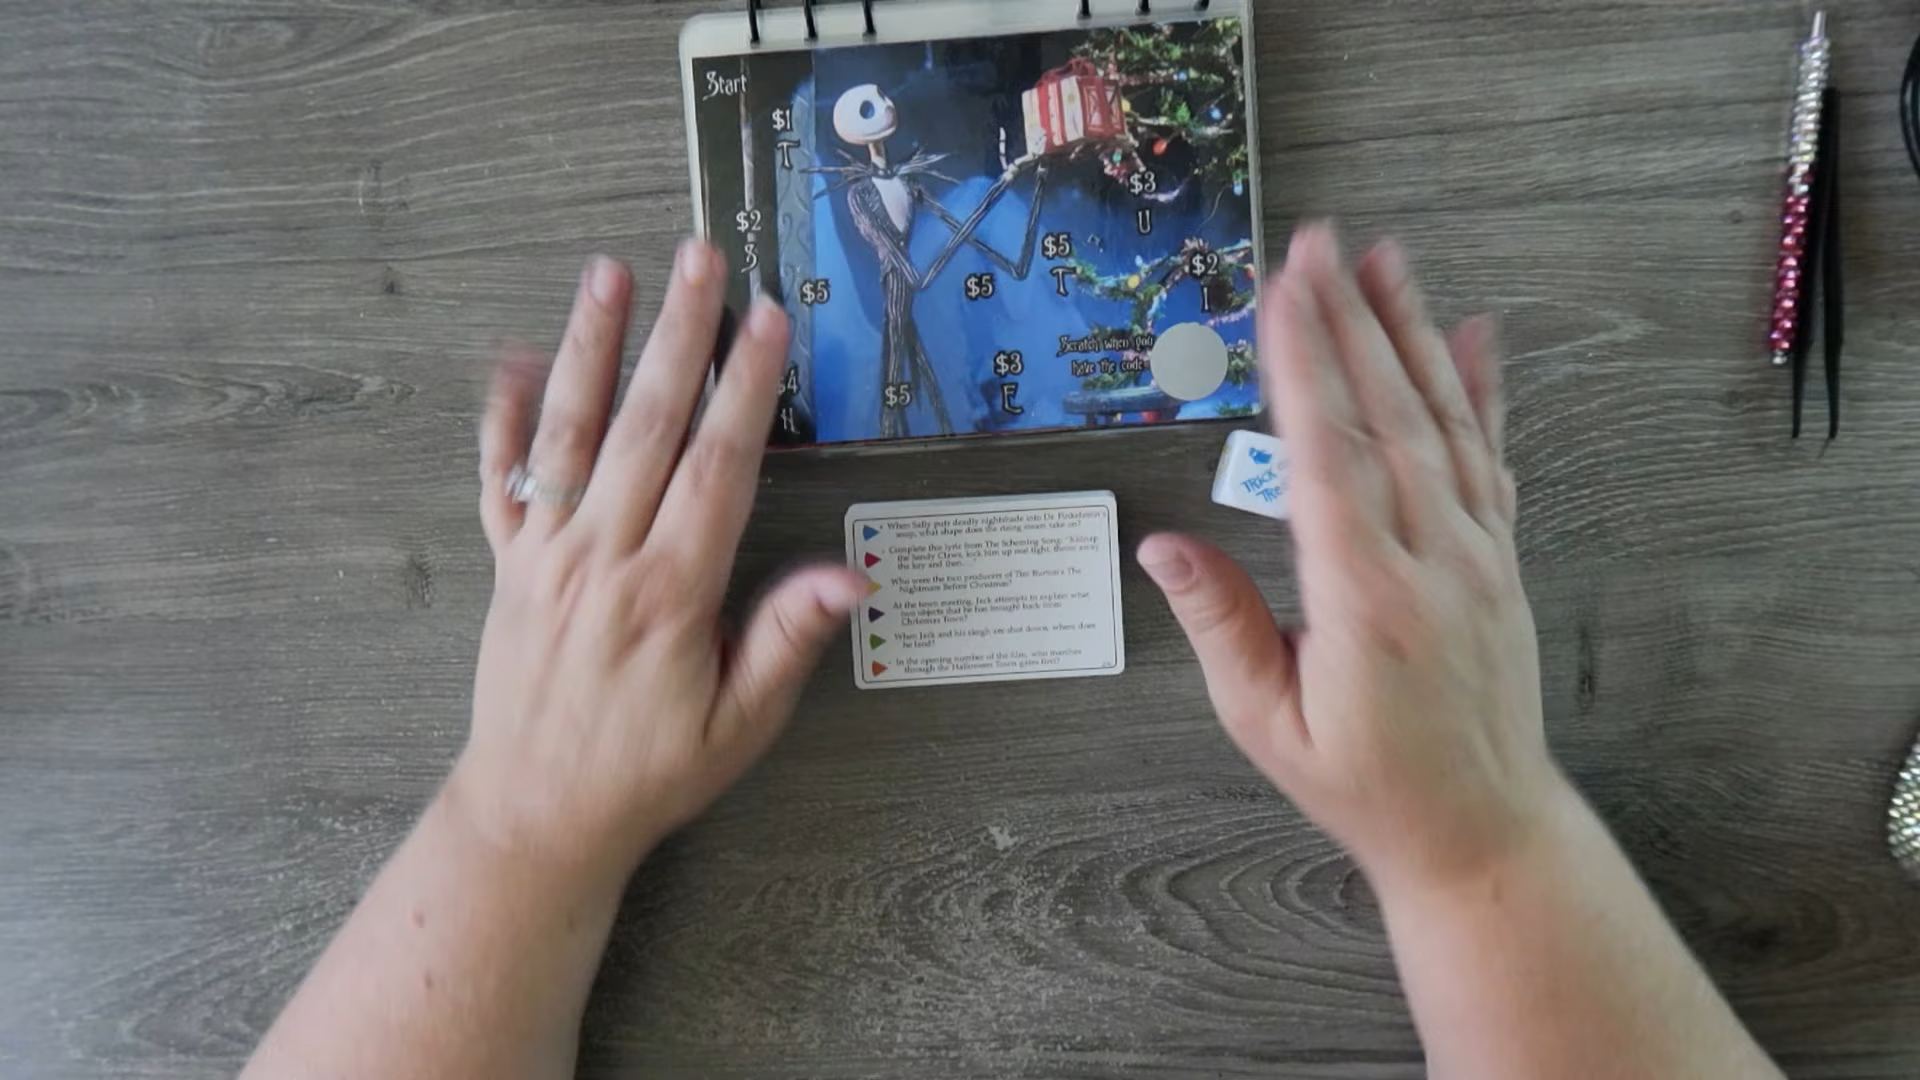 Start
$1
T
$2
S
$5
$4
H
$5
$5
$5
T
$3
E
$3
U
$2
I
Scratch when you
have the code
Trick or
Tre
When Sally puts deadly nightshade into Dr. Finkelstein's
soup, what shape does the rising steam take on?
Complete this lyric from The Scheming Song: "Kidnap
the Sandy Claws, lock him up real tight, throw away
the key and then...."
Who were the two producers of Tim Burton's The
Nightmare Before Christmas?
At the town meeting, Jack attempts to explain what
two objects that he has brought back from
Christmas Town?
When Jack and his sleigh are shot down, where does
he land?
In the opening number of the film, who marches
through the Halloween Town gates first?